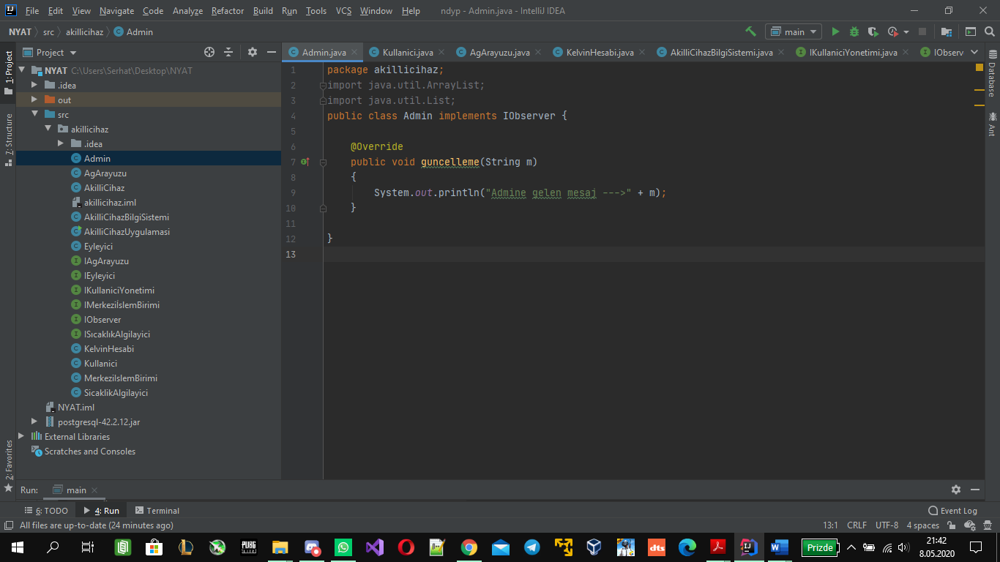 File Edit View Navigate Code Analyze Refactor Build Run Tools VCS Window Help ndyp - Admin.java - IntelliJ IDEA
NYAT src akillicihaz Admin main
1: Project
7: Structure
2: Favorites
Project
NYAT C:\Users\Serhat\Desktop\NYAT
.idea
out
src
akillicihaz
.idea
Admin
AgArayuzu
AkilliCihaz
akillicihaz.iml
AkilliCihazBilgiSistemi
AkilliCihazUygulamasi
Eyleyici
IAgArayuzu
IEyleyici
IKullaniciYonetimi
IMerkeziİslemBirimi
IObserver
ISıcaklıkAlgilayici
KelvinHesabi
Kullanici
MerkezilslemBirimi
SicaklikAlgilayici
NYAT.iml
postgresql-42.2.12.jar
External Libraries
Scratches and Consoles
Admin.java Kullanici.java AgArayuzu.java KelvinHesabi.java AkilliCihazBilgiSistemi.java IKullaniciYonetimi.java IObserv
1 package akillicihaz;
2 import java.util.ArrayList;
3 import java.util.List;
4 public class Admin implements IObserver {
5
6 @Override
7 public void guncelleme(String m)
8 {
9 System.out.println("Admine gelen mesaj --->" + m);
10 }
11
12 }
13
Database
Ant
Run: main
6: TODO 4: Run Terminal Event Log
All files are up-to-date (24 minutes ago) 13:1 CRLF UTF-8 4 spaces
PUBG
dts
Prizde
21:42
8.05.2020